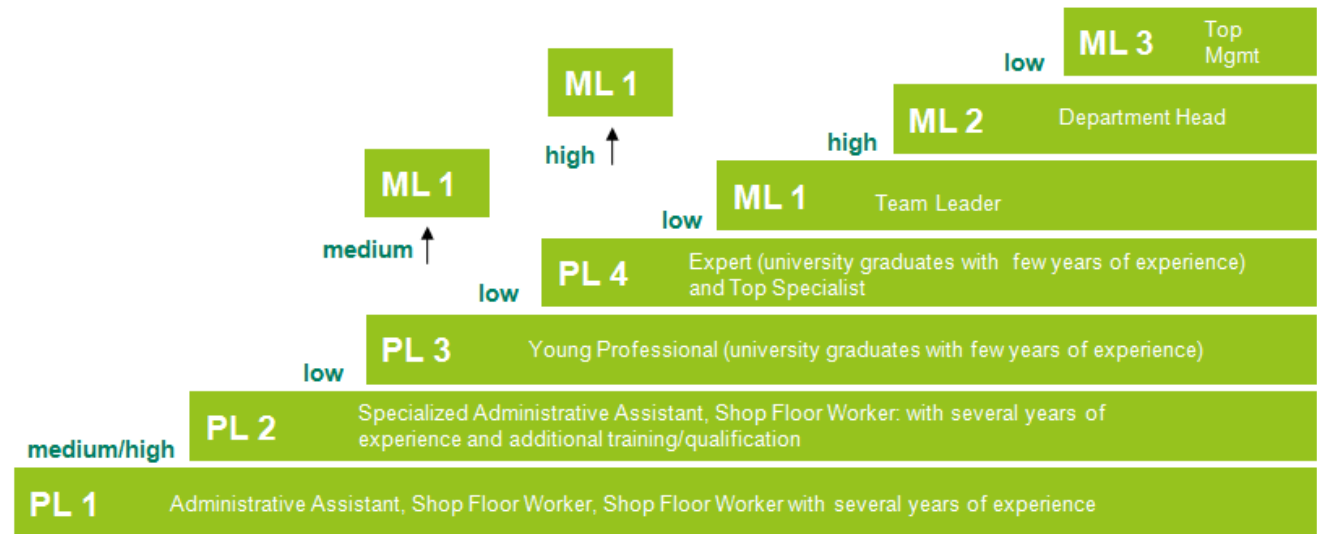 ML 3 Top
Mgmt
low
ML 1
ML 2 Department Head
high
high
ML 1
ML 1 Team Leader
low
medium
PL 4 Expert (university graduates with few years of experience)
and Top Specialist
low
PL 3 Young Professional (university graduates with few years of experience)
low
PL 2 Specialized Administrative Assistant, Shop Floor Worker: with several years of
experience and additional training/qualification
medium/high
PL 1 Administrative Assistant, Shop Floor Worker, Shop Floor Worker with several years of experience